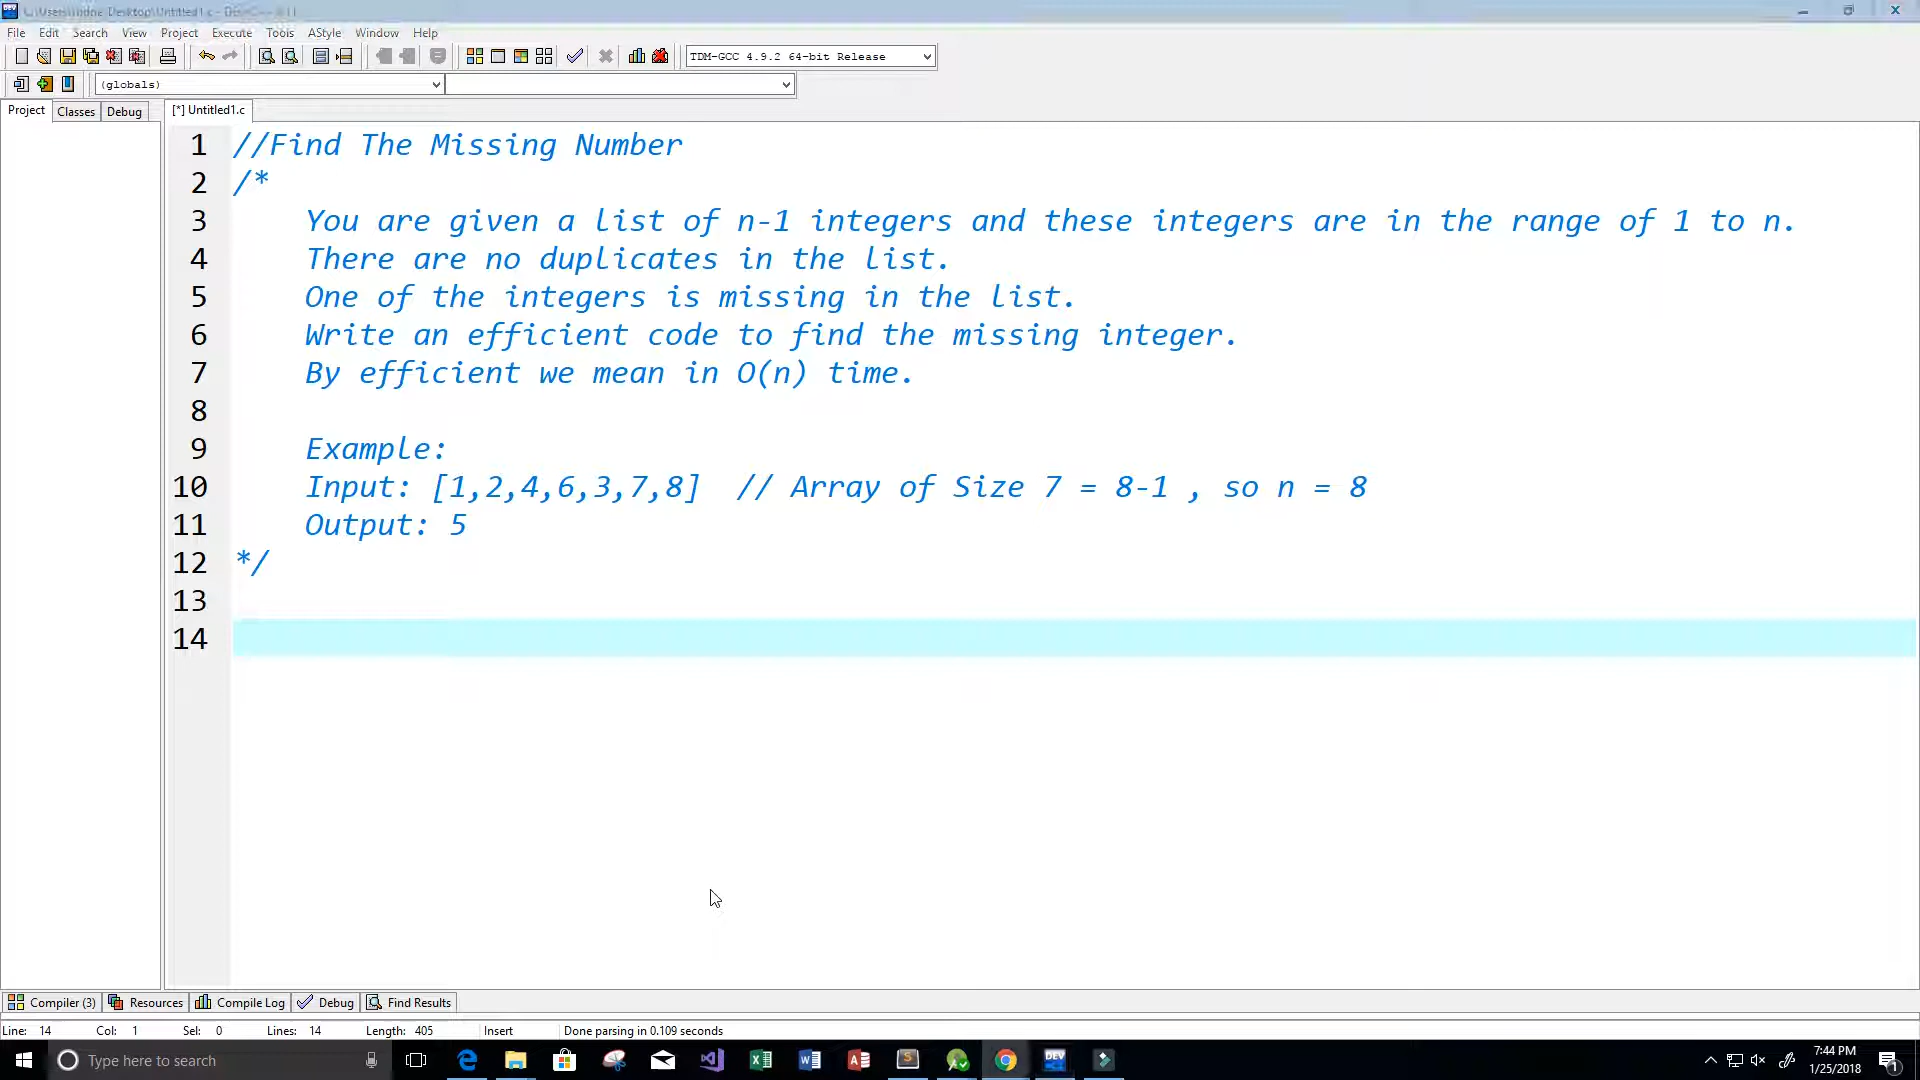 File Edit Search View Project Execute Tools AStyle Window Help
TDM-GCC 4.9.2 64-bit Release
(globals)
Project Classes Debug [*] Untitled1.c
1 //Find The Missing Number
2 /*
3 You are given a list of n-1 integers and these integers are in the range of 1 to n.
4 There are no duplicates in the list.
5 One of the integers is missing in the list.
6 Write an efficient code to find the missing integer.
7 By efficient we mean in O(n) time.
8
9 Example:
10 Input: [1,2,4,6,3,7,8] // Array of Size 7 = 8-1 , so n = 8
11 Output: 5
12 */
13
14
Compiler (3) Resources Compile Log Debug Find Results
Line: 14 Col: 1 Sel: 0 Lines: 14 Length: 405 Insert Done parsing in 0.109 seconds
Type here to search
7:44 PM
1/25/2018